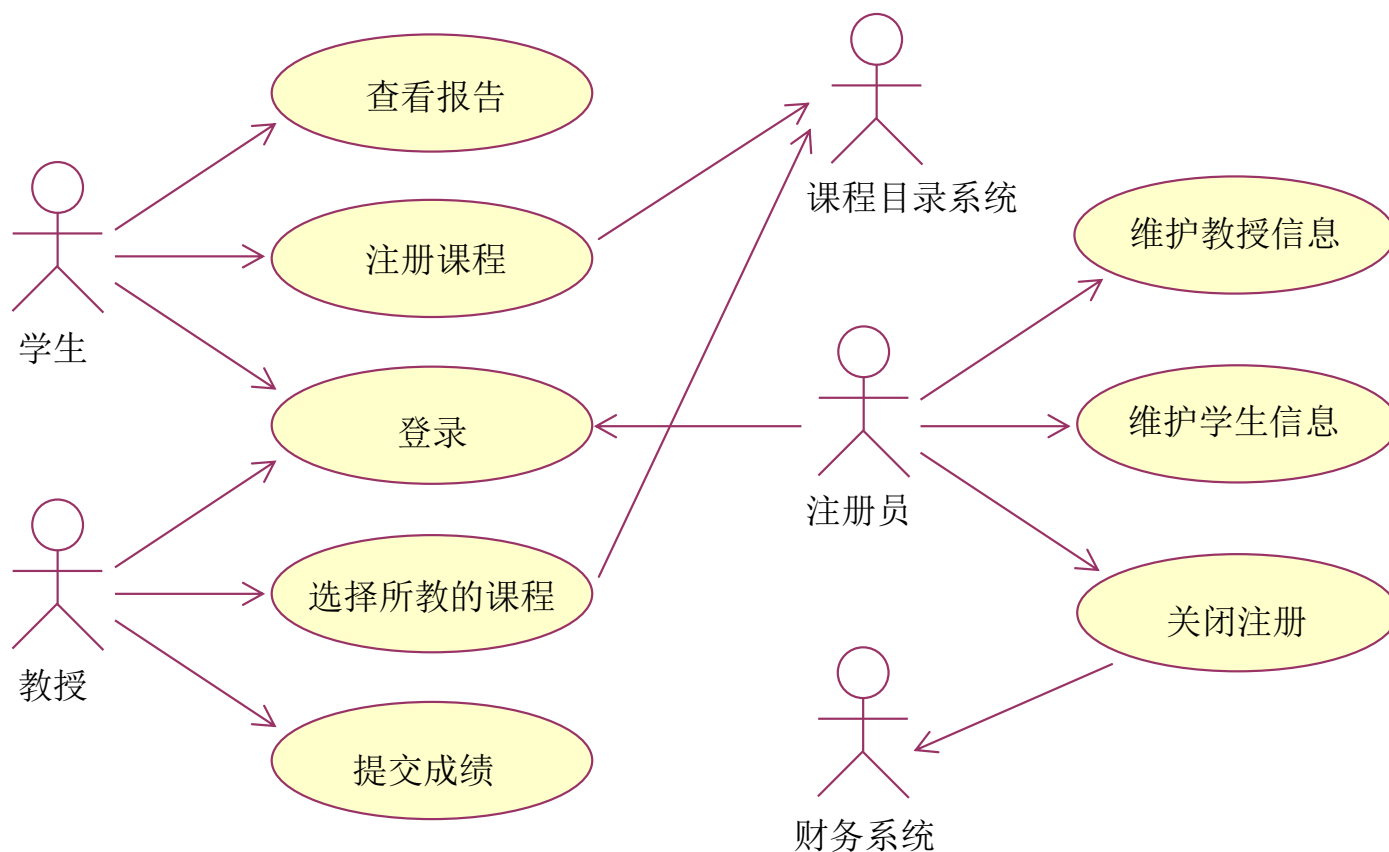 查看报告
课程目录系统
注册课程
维护教授信息
学生
登录
维护学生信息
注册员
选择所教的课程
关闭注册
教授
提交成绩
财务系统